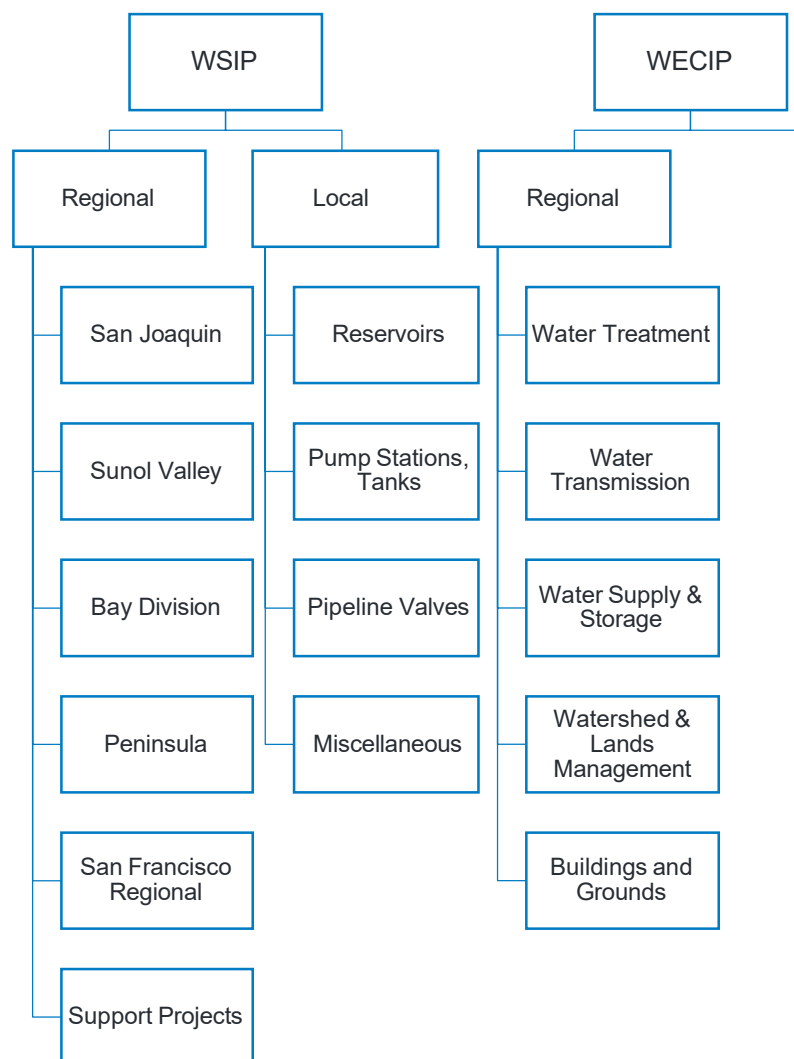 WSIP
WECIP
Regional
Local
Regional
San Joaquin
Reservoirs
Water Treatment
Sunol Valley
Pump Stations,
Tanks
Water
Transmission
Bay Division
Pipeline Valves
Water Supply &
Storage
Peninsula
Miscellaneous
Watershed &
Lands
Management
San Francisco
Regional
Buildings and
Grounds
Support Projects